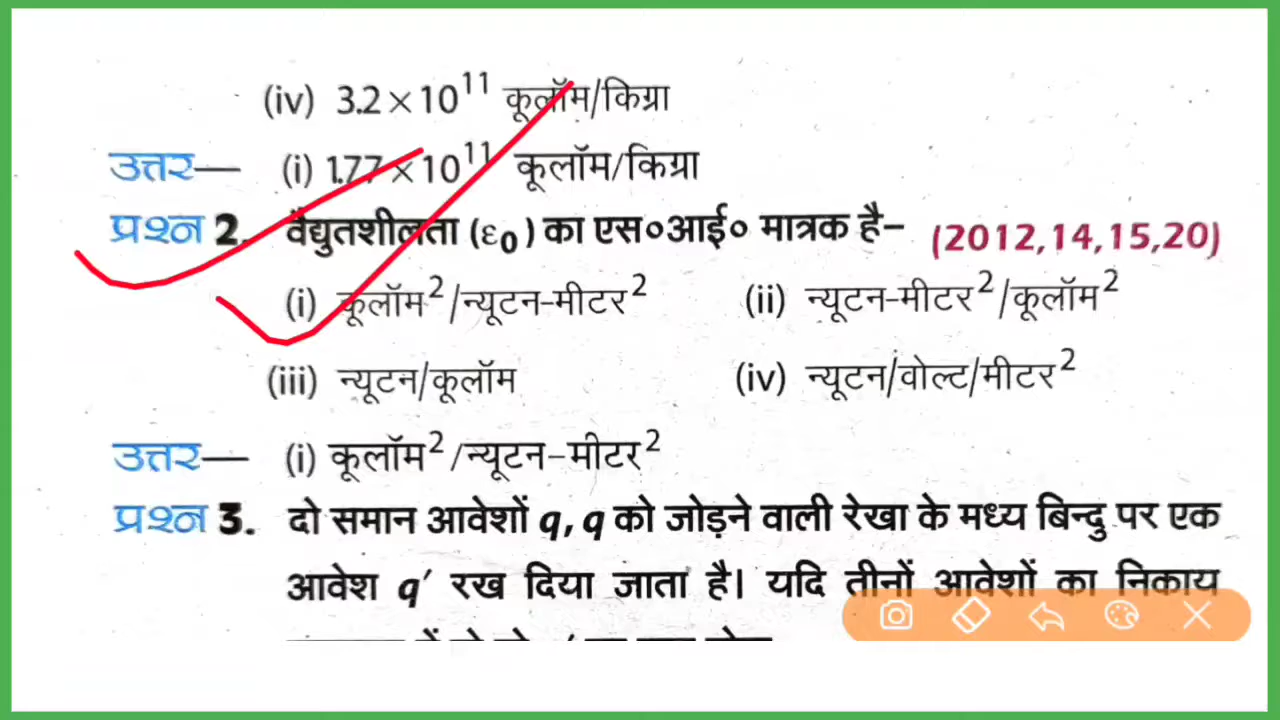 (iv) 3.2×10¹¹ कूलॉम/किग्रा
उत्तर— (i) 1.77×10¹¹ कूलॉम/किग्रा
प्रश्न 2. वैद्युतशीलता (ε₀) का एस०आई० मात्रक है– (2012,14,15,20)
(i) कूलॉम²/न्यूटन-मीटर² (ii) न्यूटन-मीटर²/कूलॉम²
(iii) न्यूटन/कूलॉम (iv) न्यूटन/वोल्ट/मीटर²
उत्तर— (i) कूलॉम²/न्यूटन–मीटर²
प्रश्न 3. दो समान आवेशों q, q को जोड़ने वाली रेखा के मध्य बिन्दु पर एक
आवेश q′ रख दिया जाता है। यदि तीनों आवेशों का निकाय